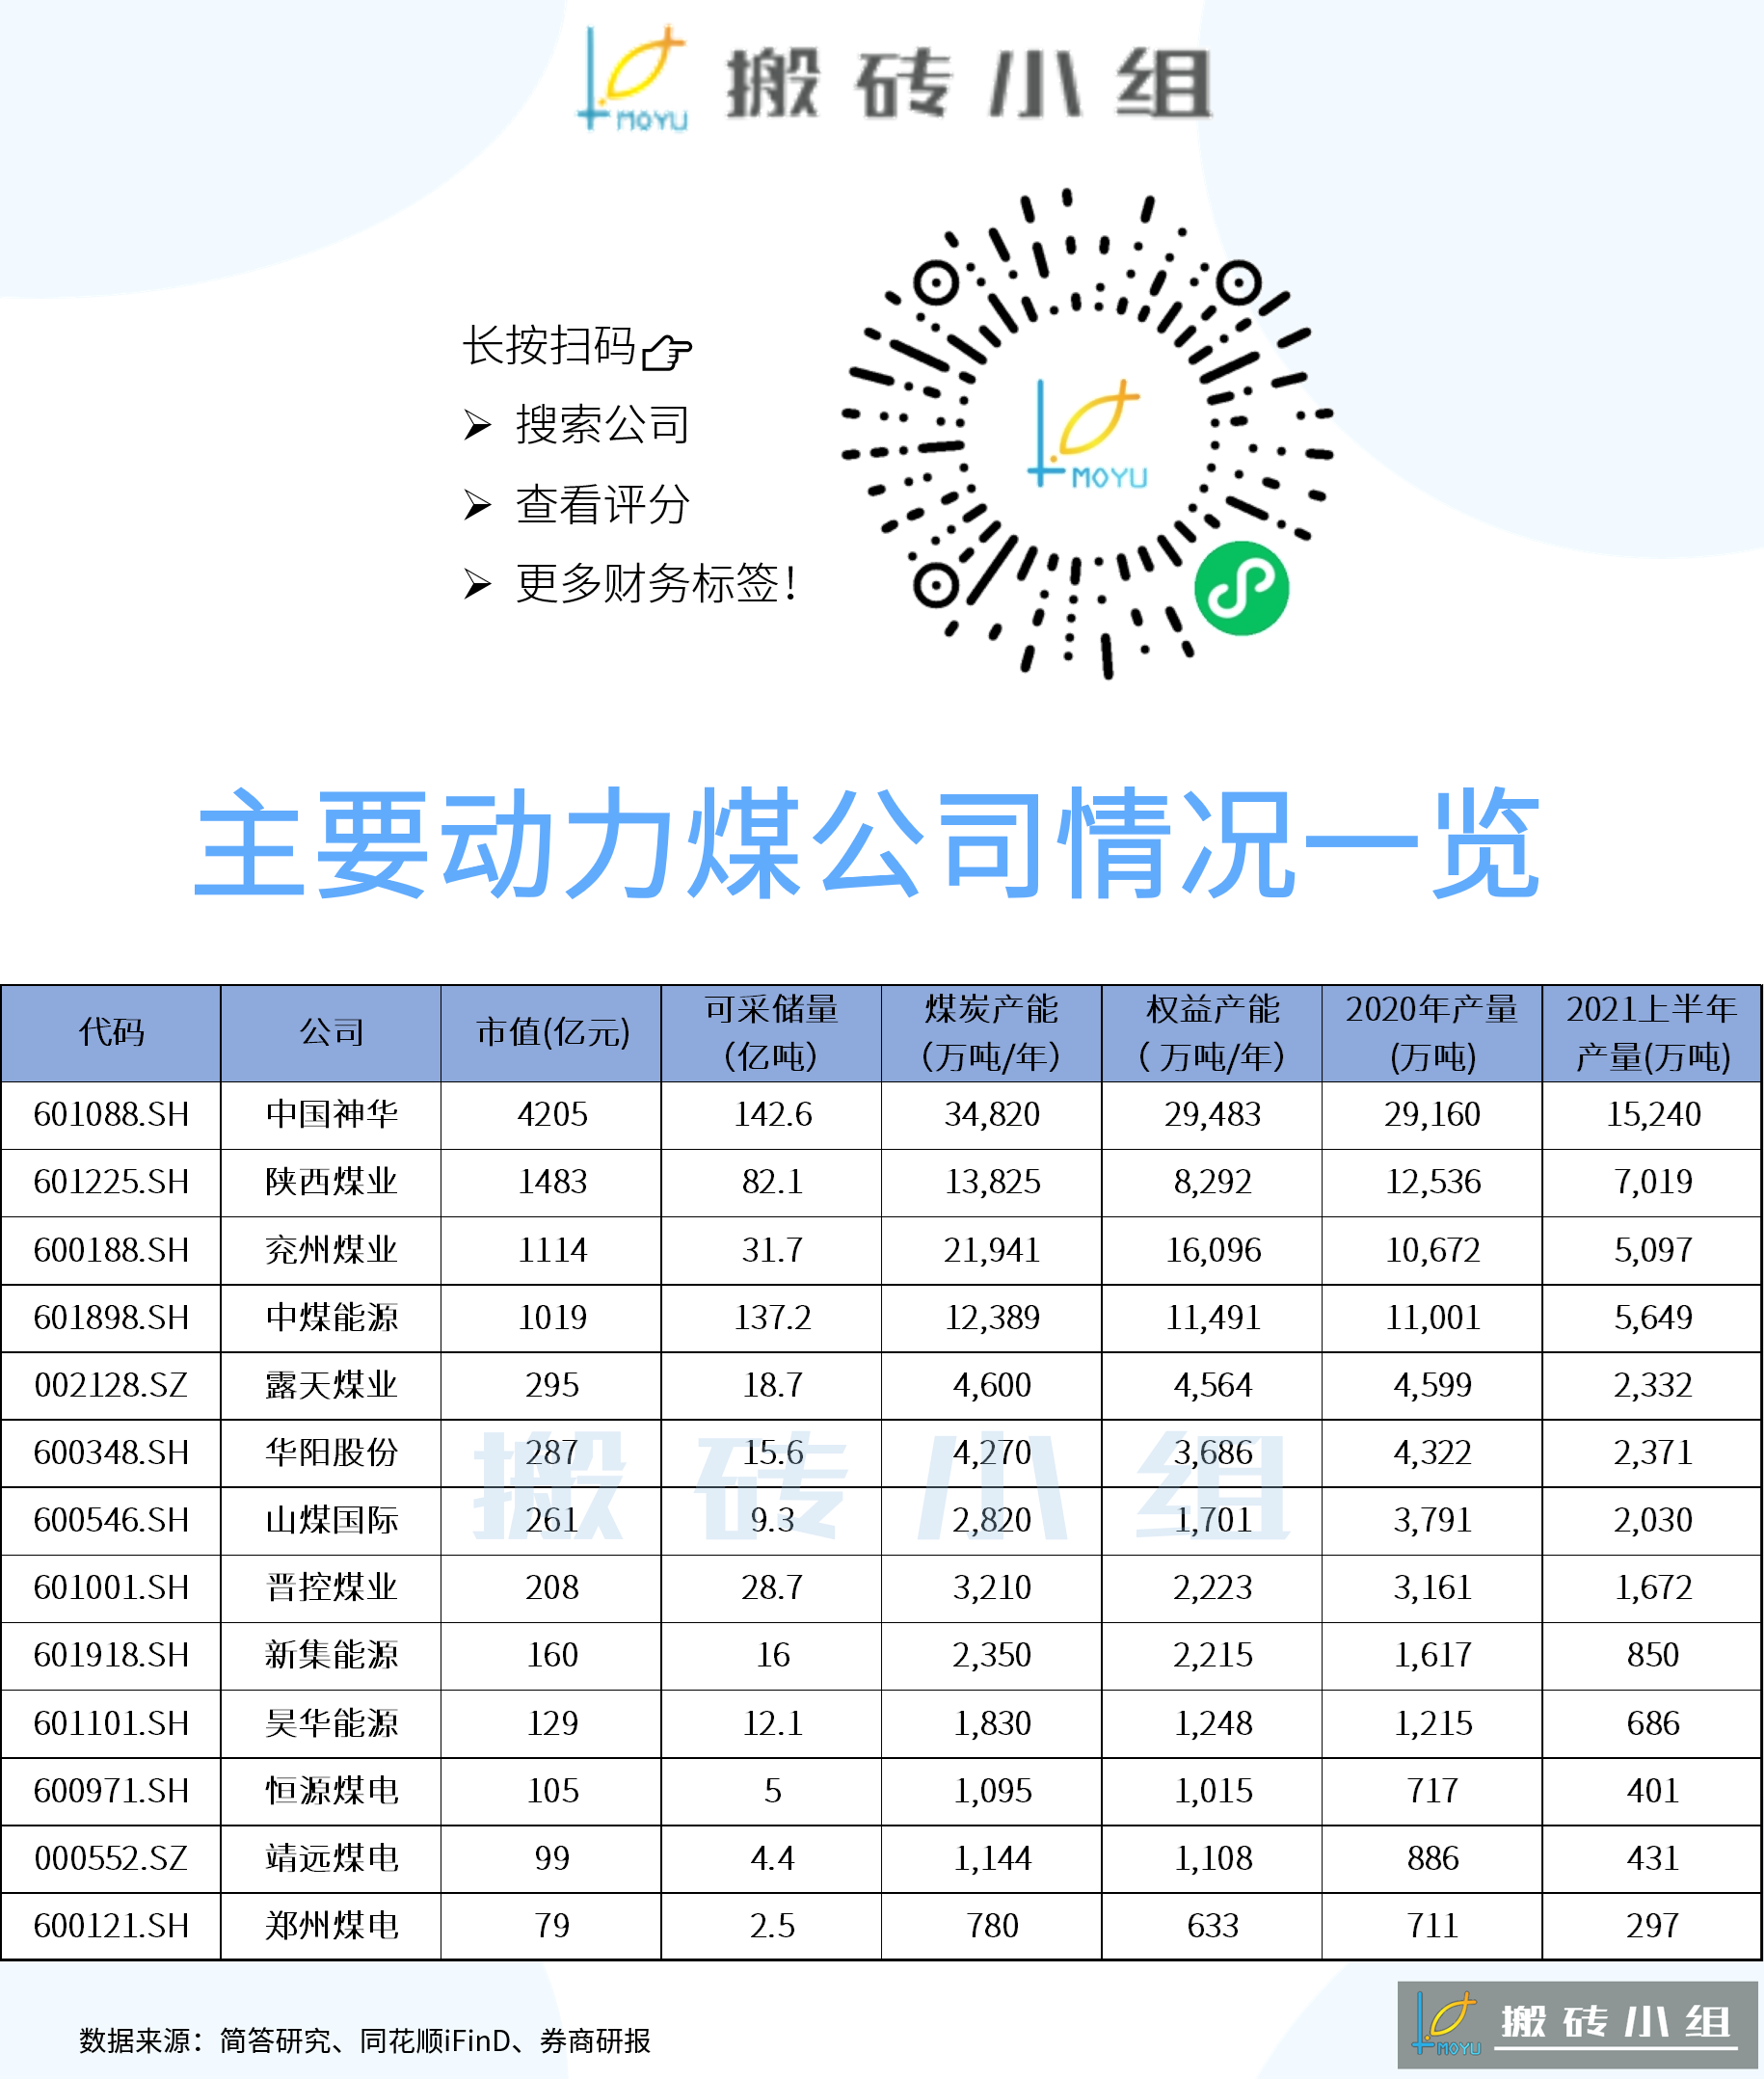 MOYU 搬砖小组
长按扫码
搜索公司
查看评分
更多财务标签！
MOYU
主要动力煤公司情况一览
代码 公司 市值(亿元) 可采储量（亿吨） 煤炭产能（万吨/年） 权益产能（ 万吨/年） 2020年产量(万吨) 2021上半年产量(万吨)
601088.SH 中国神华 4205 142.6 34,820 29,483 29,160 15,240
601225.SH 陕西煤业 1483 82.1 13,825 8,292 12,536 7,019
600188.SH 兖州煤业 1114 31.7 21,941 16,096 10,672 5,097
601898.SH 中煤能源 1019 137.2 12,389 11,491 11,001 5,649
002128.SZ 露天煤业 295 18.7 4,600 4,564 4,599 2,332
600348.SH 华阳股份 287 15.6 4,270 3,686 4,322 2,371
600546.SH 山煤国际 261 9.3 2,820 1,701 3,791 2,030
601001.SH 晋控煤业 208 28.7 3,210 2,223 3,161 1,672
601918.SH 新集能源 160 16 2,350 2,215 1,617 850
601101.SH 昊华能源 129 12.1 1,830 1,248 1,215 686
600971.SH 恒源煤电 105 5 1,095 1,015 717 401
000552.SZ 靖远煤电 99 4.4 1,144 1,108 886 431
600121.SH 郑州煤电 79 2.5 780 633 711 297
搬砖小组
数据来源：简答研究、同花顺iFinD、券商研报
MOYU 搬砖小组